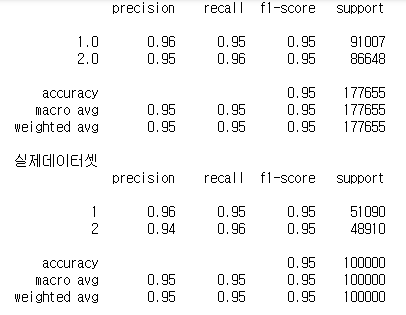 precision recall f1-score support
1.0 0.96 0.95 0.95 91007
2.0 0.95 0.96 0.95 86648
accuracy 0.95 177655
macro avg 0.95 0.95 0.95 177655
weighted avg 0.95 0.95 0.95 177655
실제데이터셋
precision recall f1-score support
1 0.96 0.95 0.95 51090
2 0.94 0.96 0.95 48910
accuracy 0.95 100000
macro avg 0.95 0.95 0.95 100000
weighted avg 0.95 0.95 0.95 100000